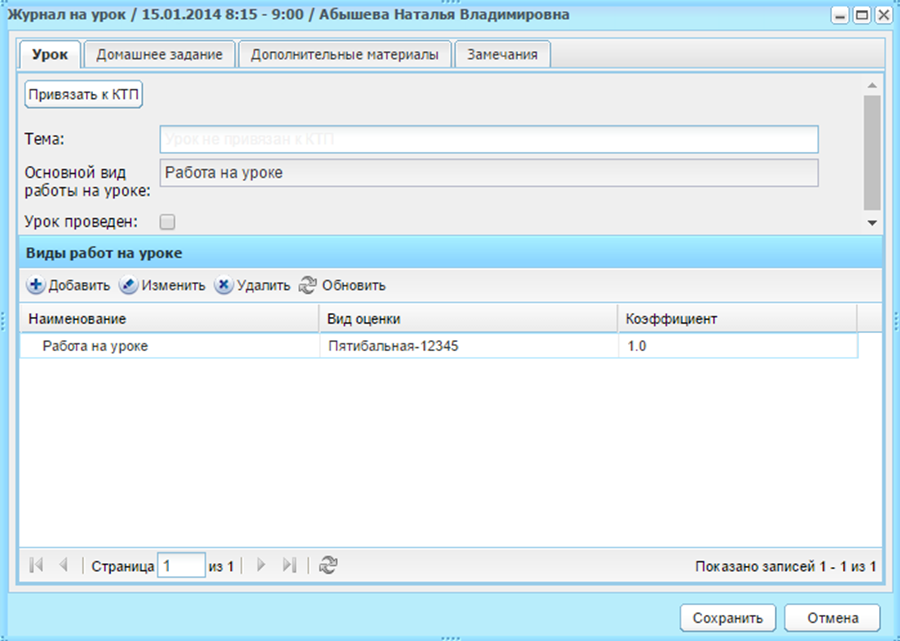 Журнал на урок / 15.01.2014 8:15 - 9:00 / Абышева Наталья Владимировна
Урок Домашнее задание Дополнительные материалы Замечания
Привязать к КТП
Тема: Урок не привязан к КТП
Основной вид работы на уроке: Работа на уроке
Урок проведен:
Виды работ на уроке
Добавить Изменить Удалить Обновить
Наименование Вид оценки Коэффициент
Работа на уроке Пятибальная-12345 1.0
Страница 1 из 1 Показано записей 1 - 1 из 1
Сохранить Отмена